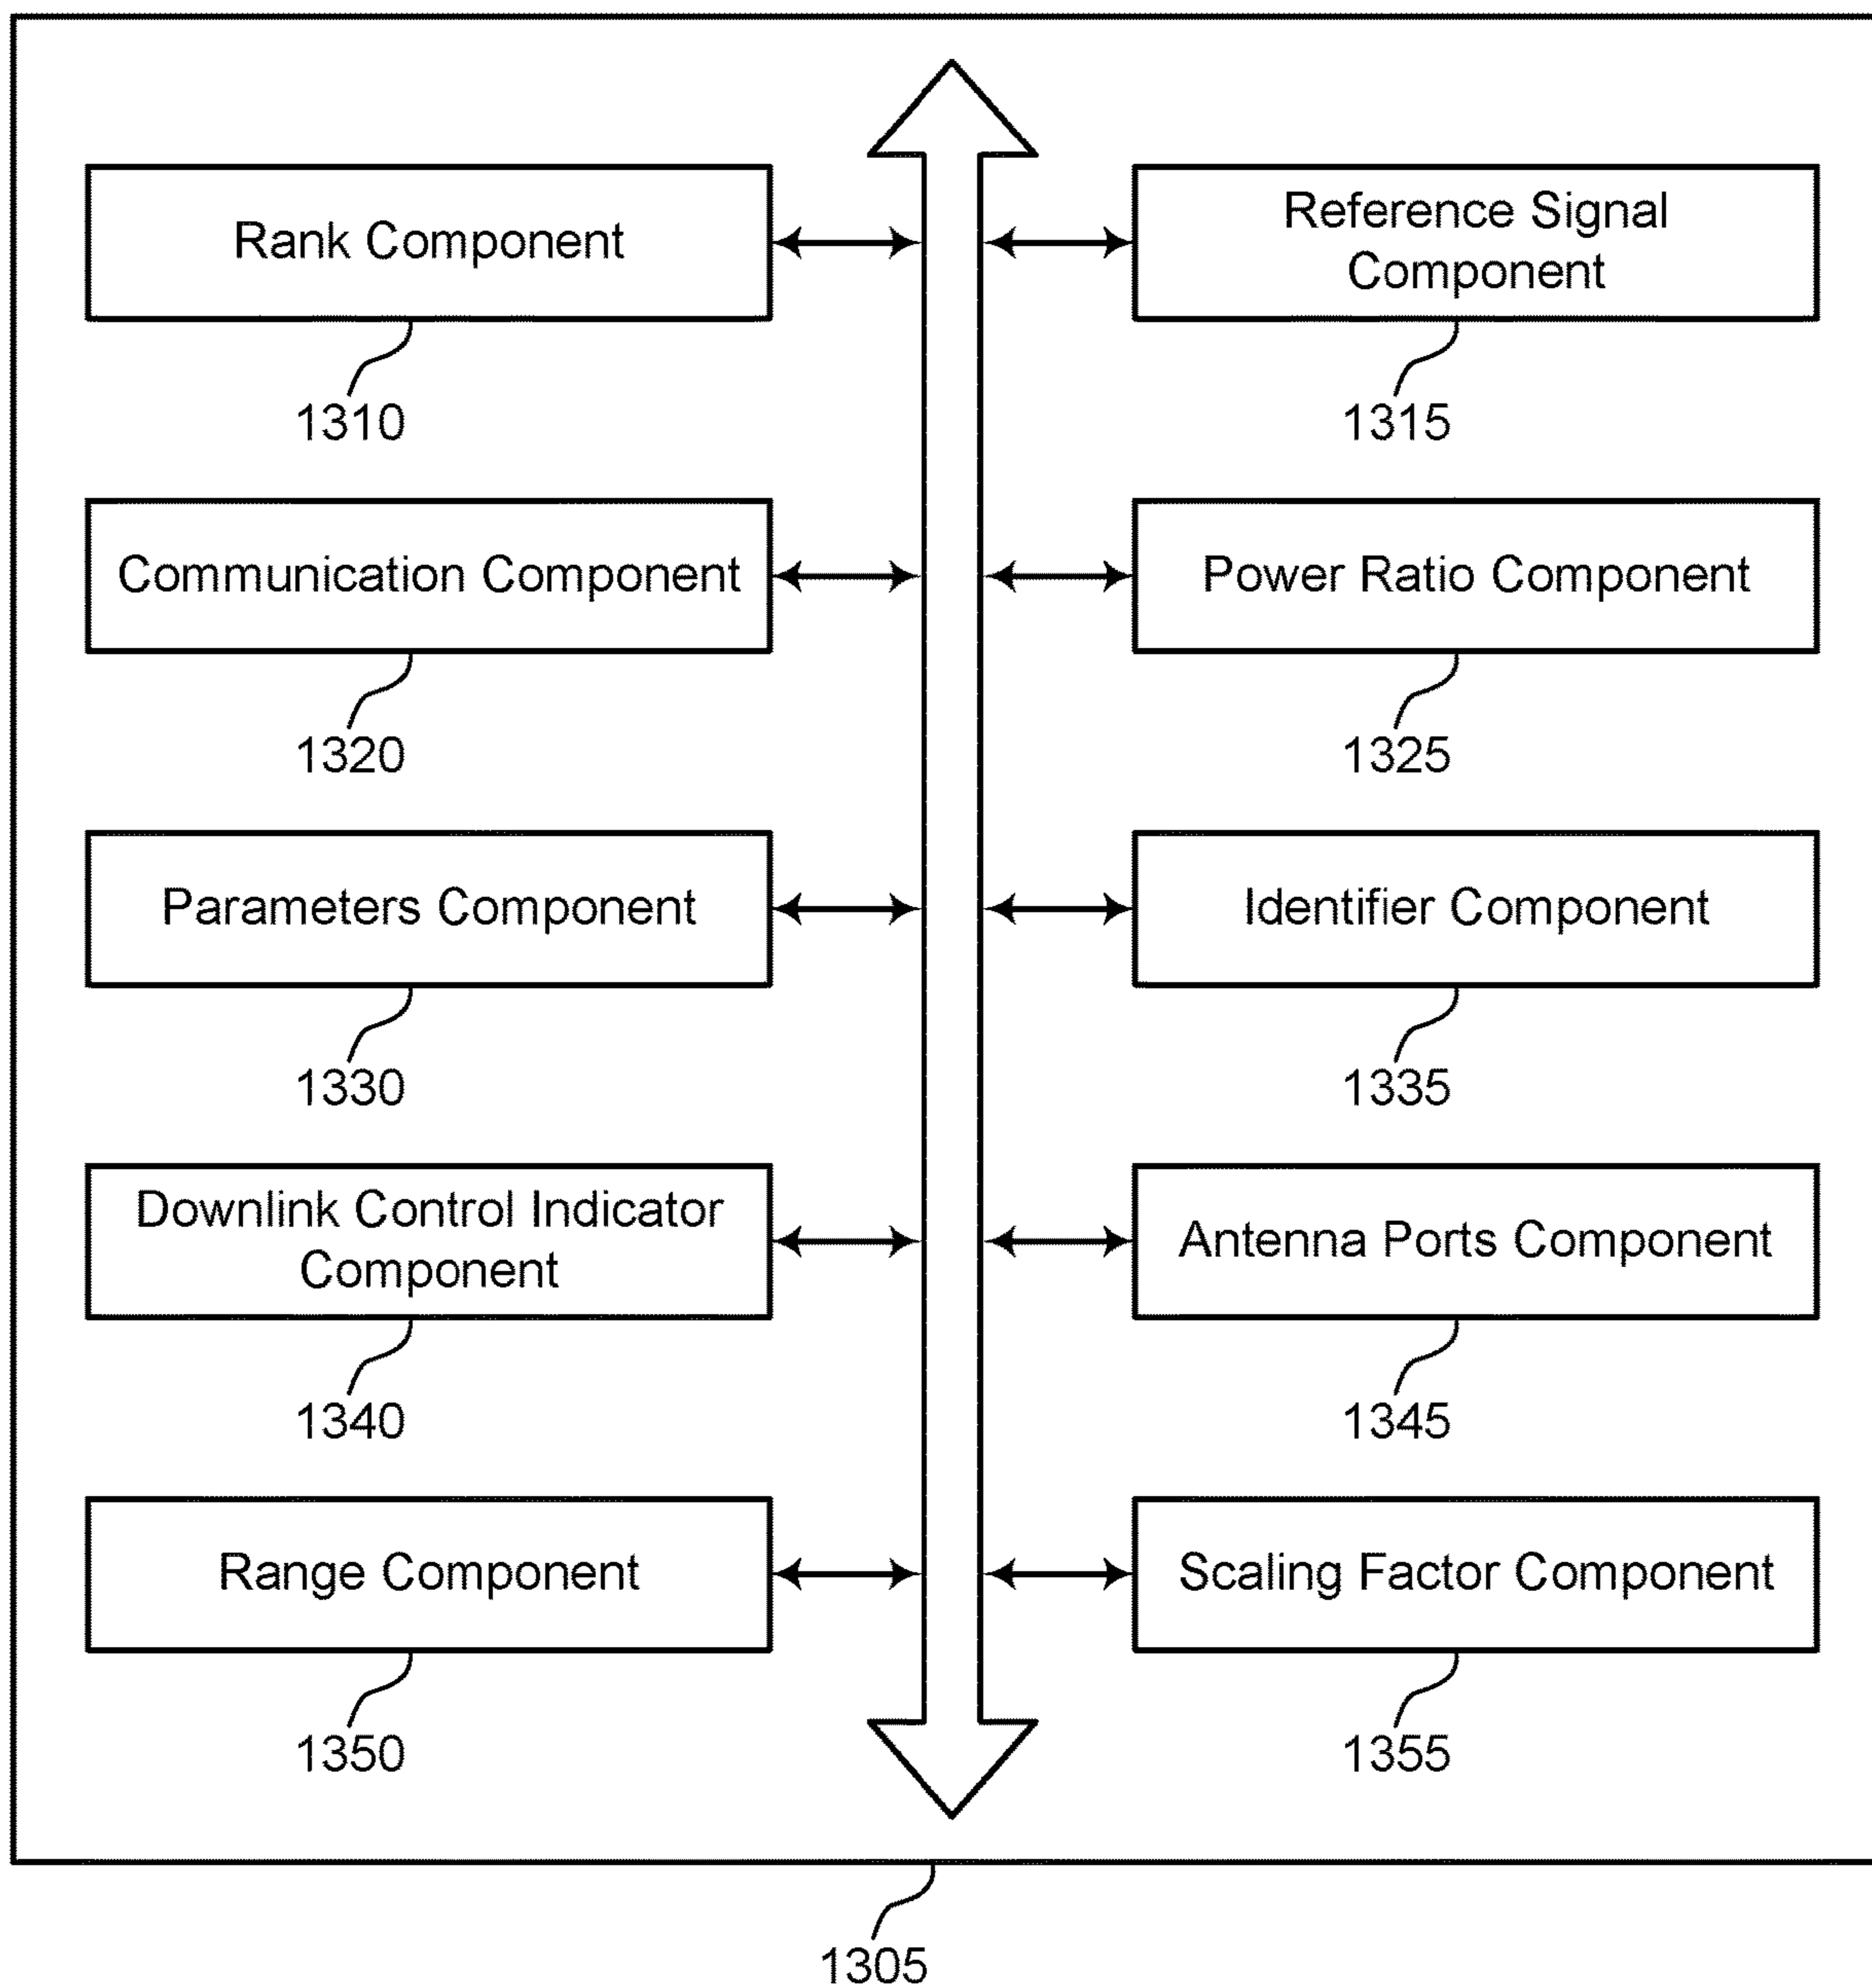 Rank Component
1310
Reference Signal
Component
1315
Communication Component
1320
Power Ratio Component
1325
Parameters Component
1330
Identifier Component
1335
Downlink Control Indicator
Component
1340
Antenna Ports Component
1345
Range Component
1350
Scaling Factor Component
1355
1305